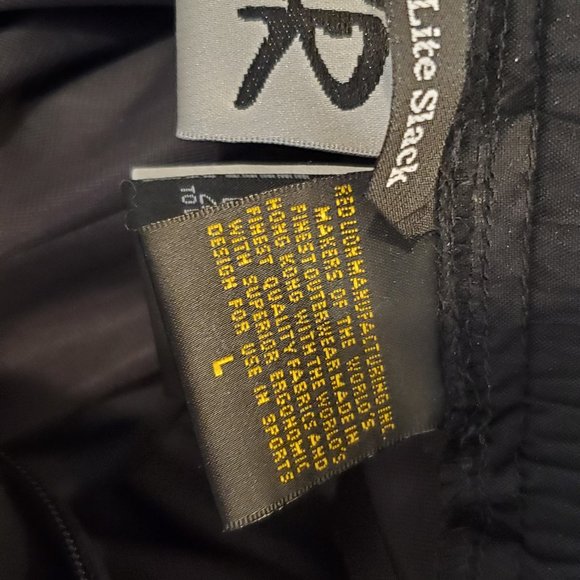 R
Lite Slack
RED LION MANUFACTURING INC.
MAKERS OF THE WORLD'S
FINEST OUTERWEAR MADE IN
HONG KONG WITH THE WORLD'S
FINEST QUALITY FABRICS AND
WITH SUPERIOR ERGONOMIC
DESIGN FOR USE IN SPORTS
L
TO